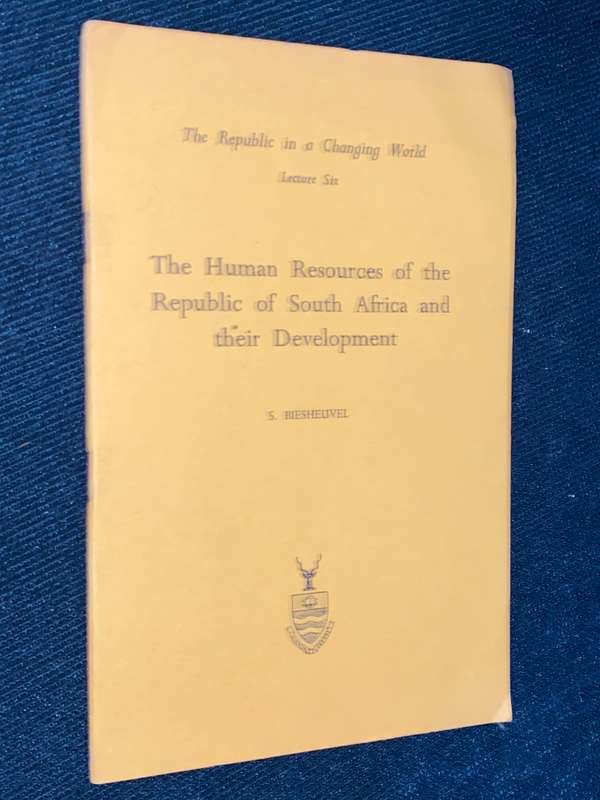 The Republic in a Changing World
Lecture Six
The Human Resources of the
Republic of South Africa and
their Development
S. BIESHEUVEL